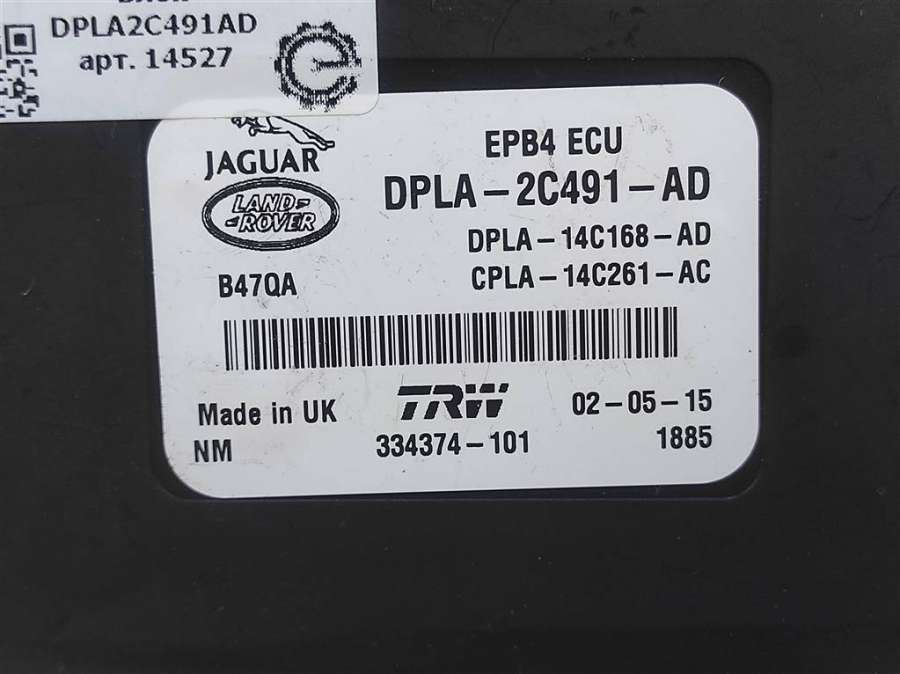 DPLA2C491AD
арт. 14527
JAGUAR
LAND-
-ROVER
EPB4 ECU
DPLA-2C491-AD
DPLA-14C168-AD
CPLA-14C261-AC
B47QA
Made in UK
TRW
02-05-15
NM
334374-101
1885